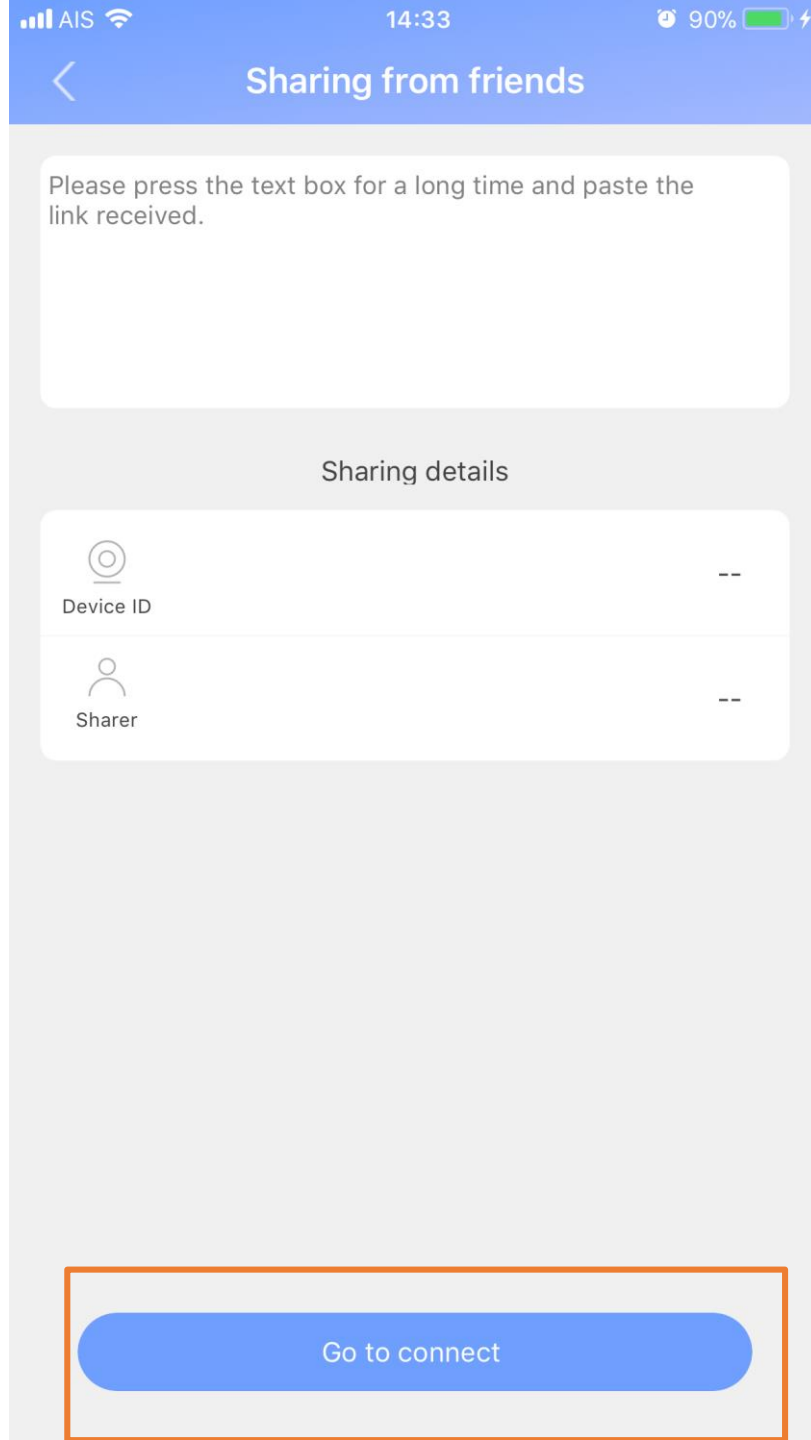 AIS 14:33 90%
Sharing from friends
Please press the text box for a long time and paste the
link received.
Sharing details
Device ID --
Sharer --
Go to connect